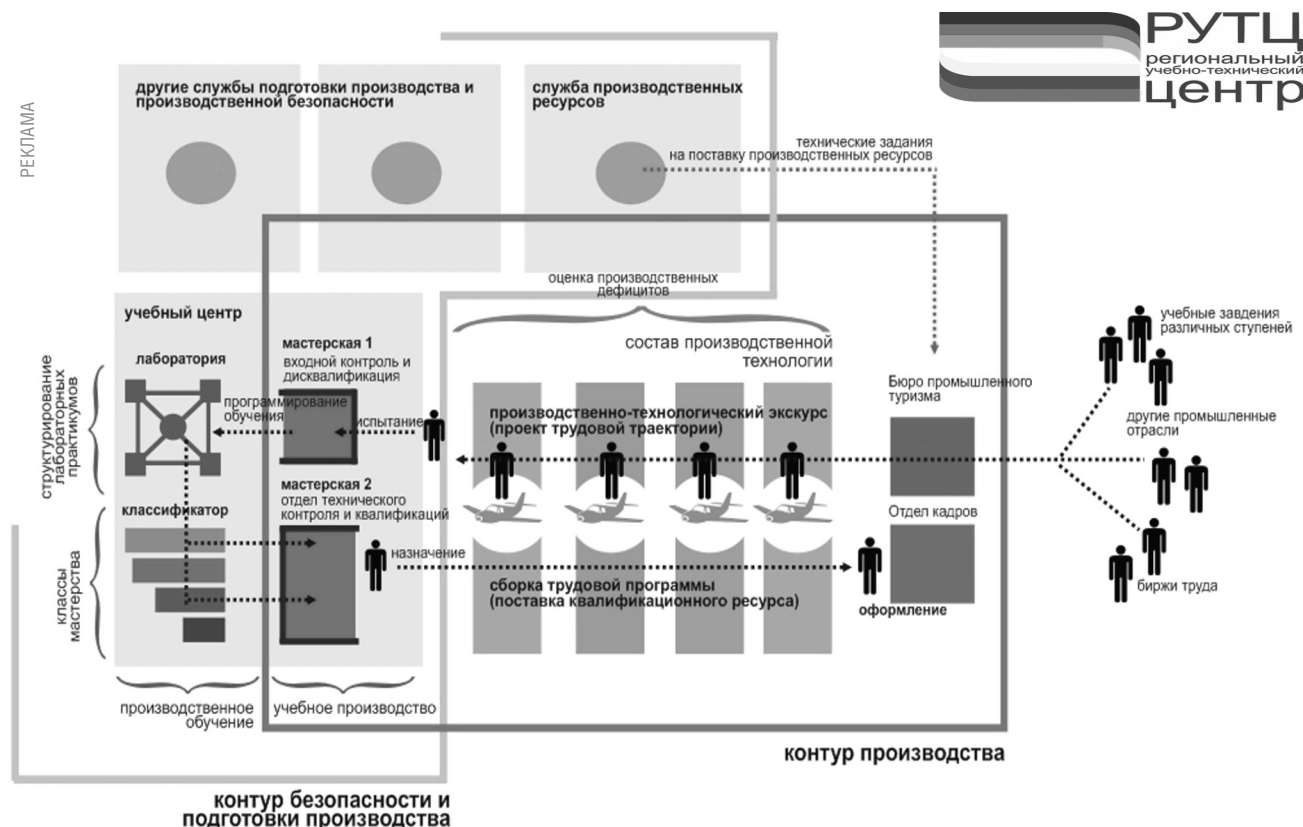 РУТЦ
региональный
учебно-технический
центр
РЕКЛАМА
другие службы подготовки производства и
производственной безопасности
служба производственных
ресурсов
технические задания
на поставку производственных ресурсов
оценка производственных
дефицитов
учебный центр
лаборатория
мастерская 1
входной контроль и
дисквалификация
программирование
обучения
испытание
состав производственной
технологии
производственно-технологический экскурс
(проект трудовой траектории)
Бюро промышленного
туризма
учебные завдения
различных ступеней
другие промышленные
отрасли
биржи труда
структурирование
лабораторных
практикумов
классификатор
мастерская 2
отдел технического
контроля и квалификаций
назначение
сборка трудовой программы
(поставка квалификационного ресурса)
Отдел кадров
оформление
классы
мастерства
производственное
обучение
учебное производство
контур производства
контур безопасности и
подготовки производства